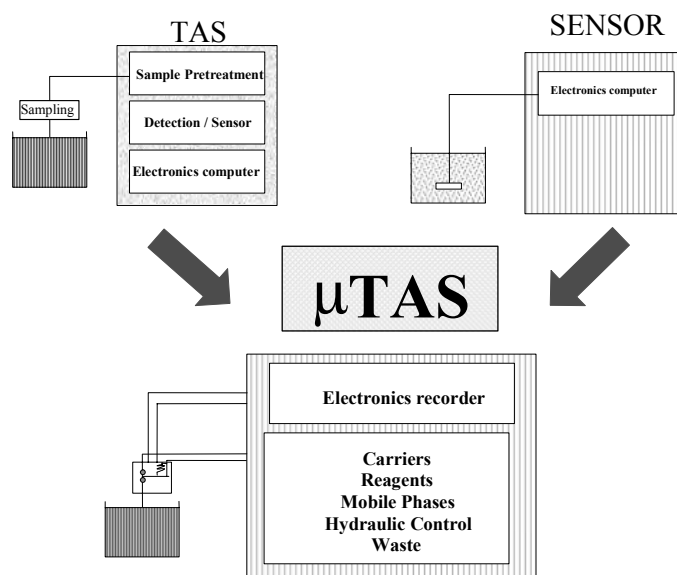 TAS
Sample Pretreatment
Sampling
Detection / Sensor
Electronics computer
SENSOR
Electronics computer
µTAS
Electronics recorder
Carriers
Reagents
Mobile Phases
Hydraulic Control
Waste